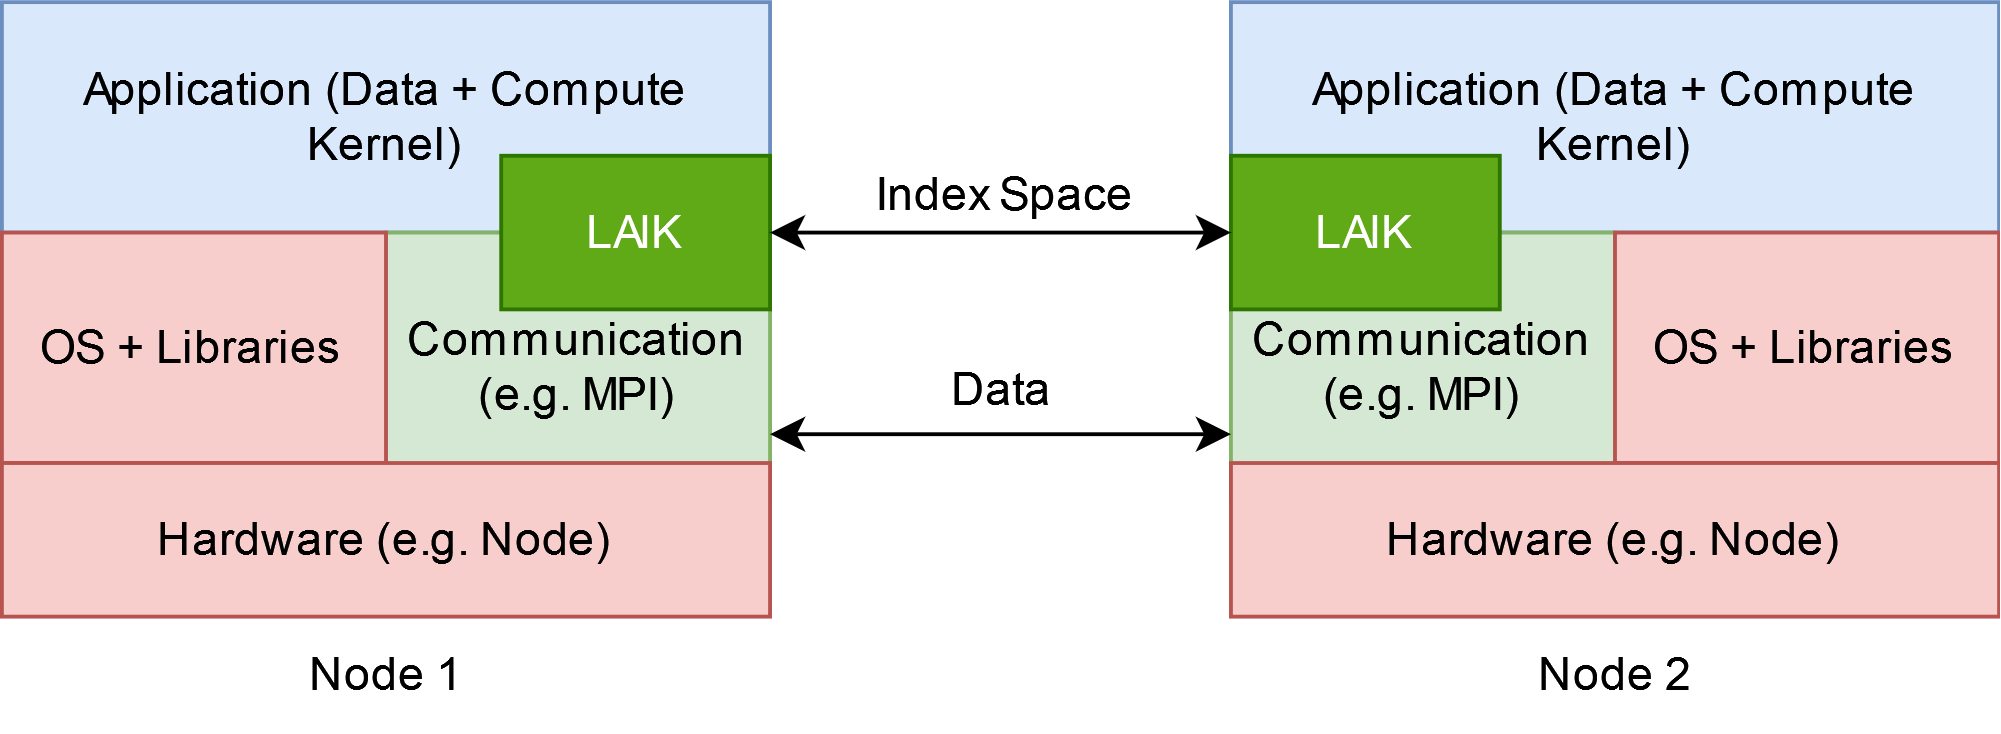 Application (Data + Compute
Kernel)
LAIK
OS + Libraries
Communication
(e.g. MPI)
Hardware (e.g. Node)
Node 1
Index Space
Data
Application (Data + Compute
Kernel)
LAIK
Communication
(e.g. MPI)
OS + Libraries
Hardware (e.g. Node)
Node 2